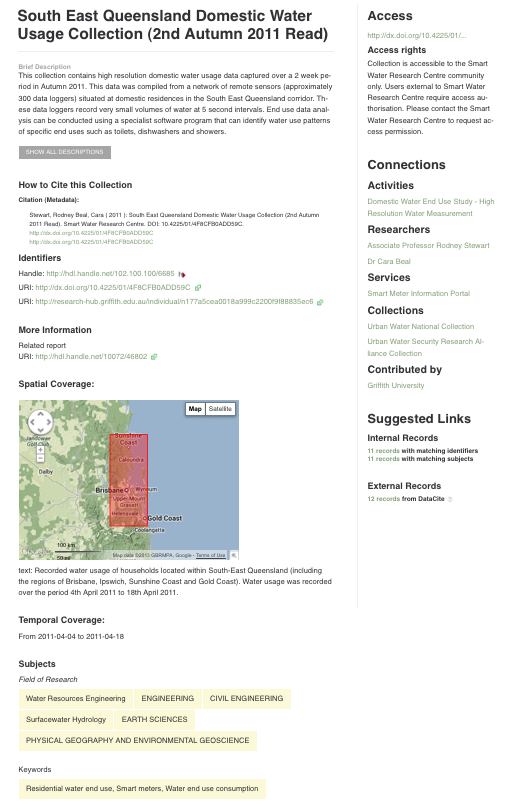 South East Queensland Domestic Water
Usage Collection (2nd Autumn 2011 Read)
Brief Description
This collection contains high resolution domestic water usage data captured over a 2 week pe-
riod in Autumn 2011. This data was compiled from a network of remote sensors (approximately
300 data loggers) situated at domestic residences in the South East Queensland corridor. Th-
ese data loggers record very small volumes of water at 5 second intervals. End use data anal-
ysis can be conducted using a specialist software program that can identify water use patterns
of specific end uses such as toilets, dishwashers and showers.
SHOW ALL DESCRIPTIONS
How to Cite this Collection
Citation (Metadata):
Stewart, Rodney Beal, Cara ( 2011 ): South East Queensland Domestic Water Usage Collection (2nd Autumn
2011 Read). Smart Water Research Centre. DOI: 10.4225/01/4F8CFB0ADD59C.
http://dx.doi.org/10.4225/01/4F8CFB0ADD59C
http://dx.doi.org/10.4225/01/4F8CFB0ADD59C
Identifiers
Handle: http://hdl.handle.net/102.100.100/6685
URI: http://dx.doi.org/10.4225/01/4F8CFB0ADD59C
URI: http://research-hub.griffith.edu.au/individual/n177a5cea0018a999c2200f9f88835ec6
More Information
Related report
URI: http://hdl.handle.net/10072/46802
Spatial Coverage:
Map Satellite
Jandowae
Golf Club
Sunshine
Coast
Caloundra
Dalby
Brisbane
Wynnum
Upper Mount
Gravatt
Helensvale
Gold Coast
Coolangatta
100 km
50 mi
Map data ©2013 GBRMPA, Google - Terms of Use
text: Recorded water usage of households located within South-East Queensland (including
the regions of Brisbane, Ipswich, Sunshine Coast and Gold Coast). Water usage was recorded
over the period 4th April 2011 to 18th April 2011.
Temporal Coverage:
From 2011-04-04 to 2011-04-18
Subjects
Field of Research
Water Resources Engineering ENGINEERING CIVIL ENGINEERING
Surfacewater Hydrology EARTH SCIENCES
PHYSICAL GEOGRAPHY AND ENVIRONMENTAL GEOSCIENCE
Keywords
Residential water end use, Smart meters, Water end use consumption
Access
http://dx.doi.org/10.4225/01/...
Access rights
Collection is accessible to the Smart
Water Research Centre community
only. Users external to Smart Water
Research Centre require access au-
thorisation. Please contact the Smart
Water Research Centre to request ac-
cess permission.
Connections
Activities
Domestic Water End Use Study - High
Resolution Water Measurement
Researchers
Associate Professor Rodney Stewart
Dr Cara Beal
Services
Smart Meter Information Portal
Collections
Urban Water National Collection
Urban Water Security Research Al-
liance Collection
Contributed by
Griffith University
Suggested Links
Internal Records
11 records with matching identifiers
11 records with matching subjects
External Records
12 records from DataCite